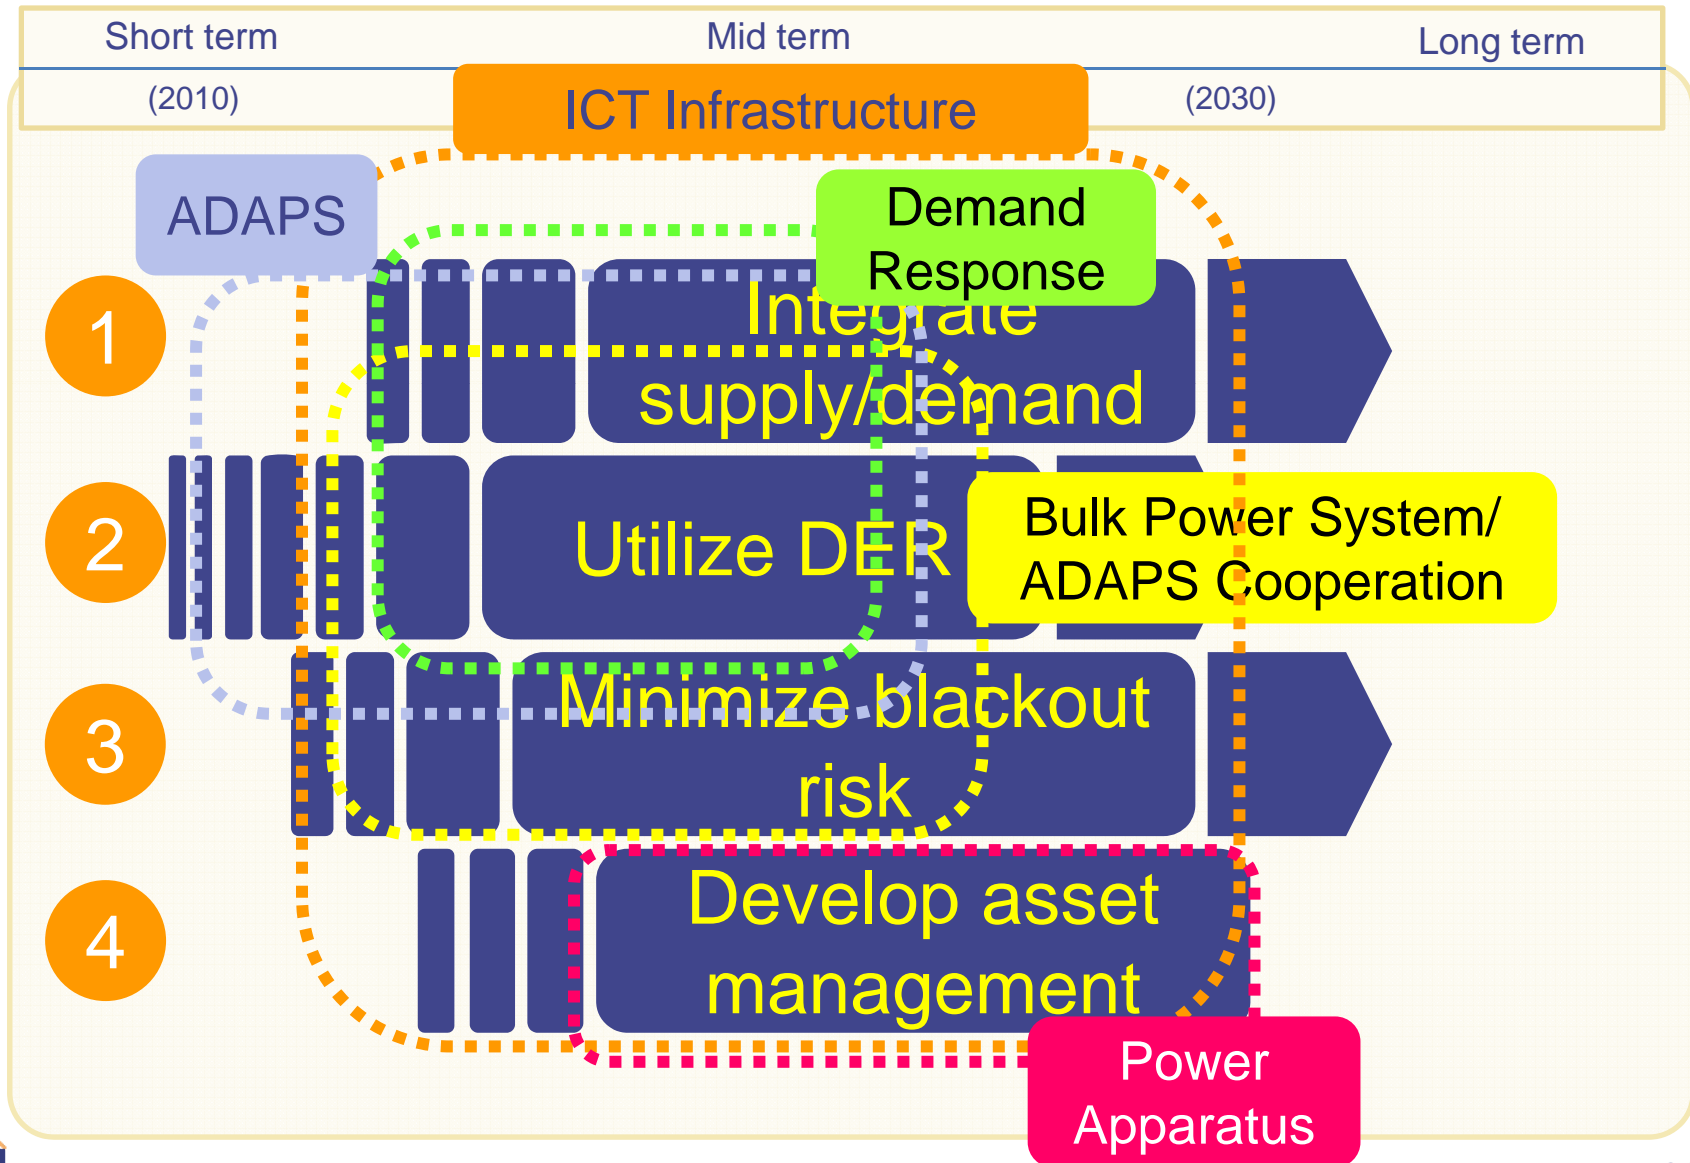 Short term
Mid term
Long term
(2010)
(2030)
ICT Infrastructure
ADAPS
Demand
Response
1
Integrate
supply/demand
2
Utilize DER
Bulk Power System/
ADAPS Cooperation
3
Minimize blackout
risk
4
Develop asset
management
Power
Apparatus